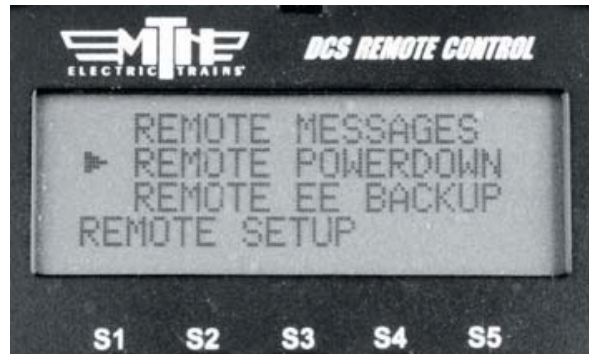 MTH
ELECTRIC TRAINS
DCS REMOTE CONTROL
REMOTE MESSAGES
REMOTE POWERDOWN
REMOTE EE BACKUP
REMOTE SETUP
S1 S2 S3 S4 S5